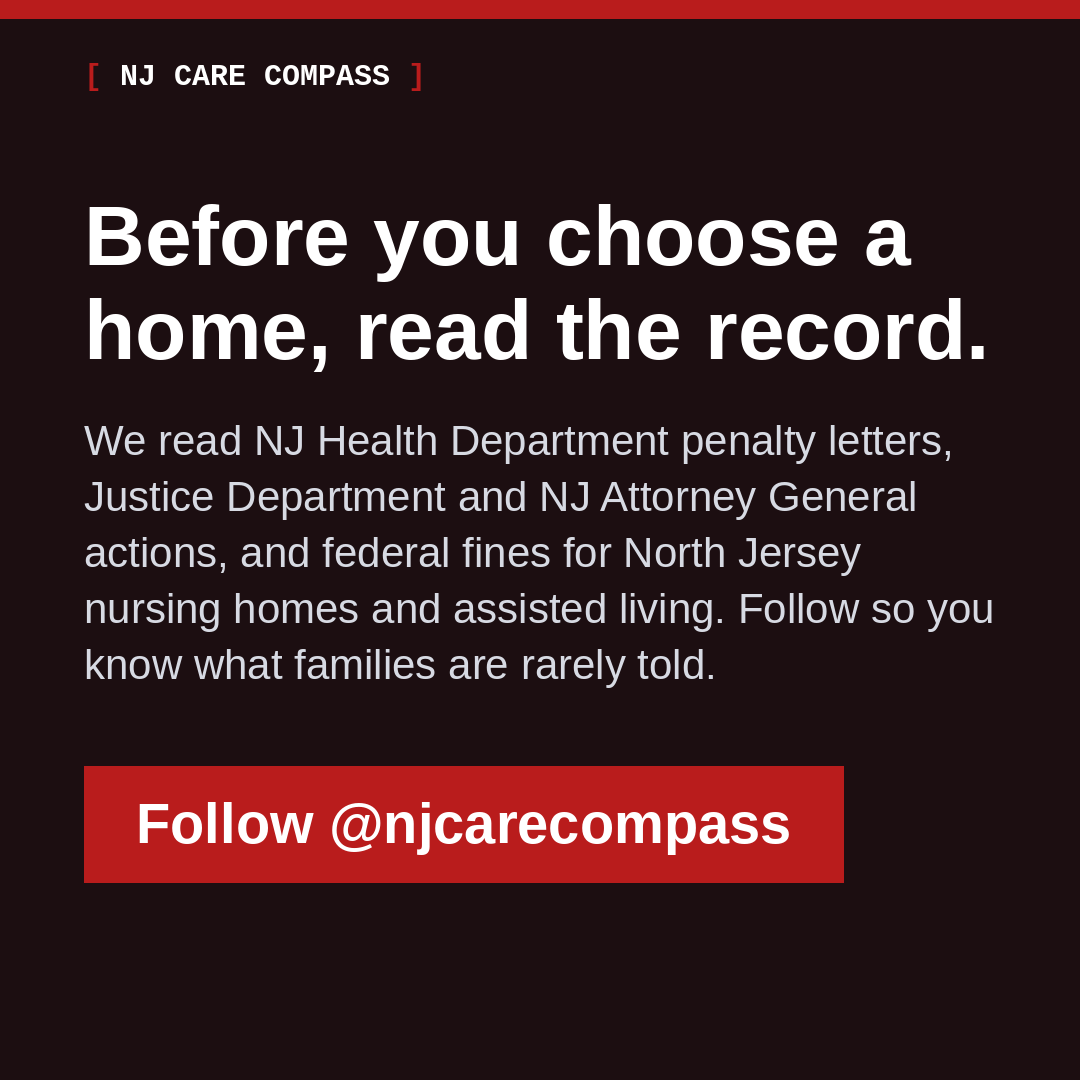 [ NJ CARE COMPASS ]
Before you choose a
home, read the record.
We read NJ Health Department penalty letters,
Justice Department and NJ Attorney General
actions, and federal fines for North Jersey
nursing homes and assisted living. Follow so you
know what families are rarely told.
Follow @njcarecompass